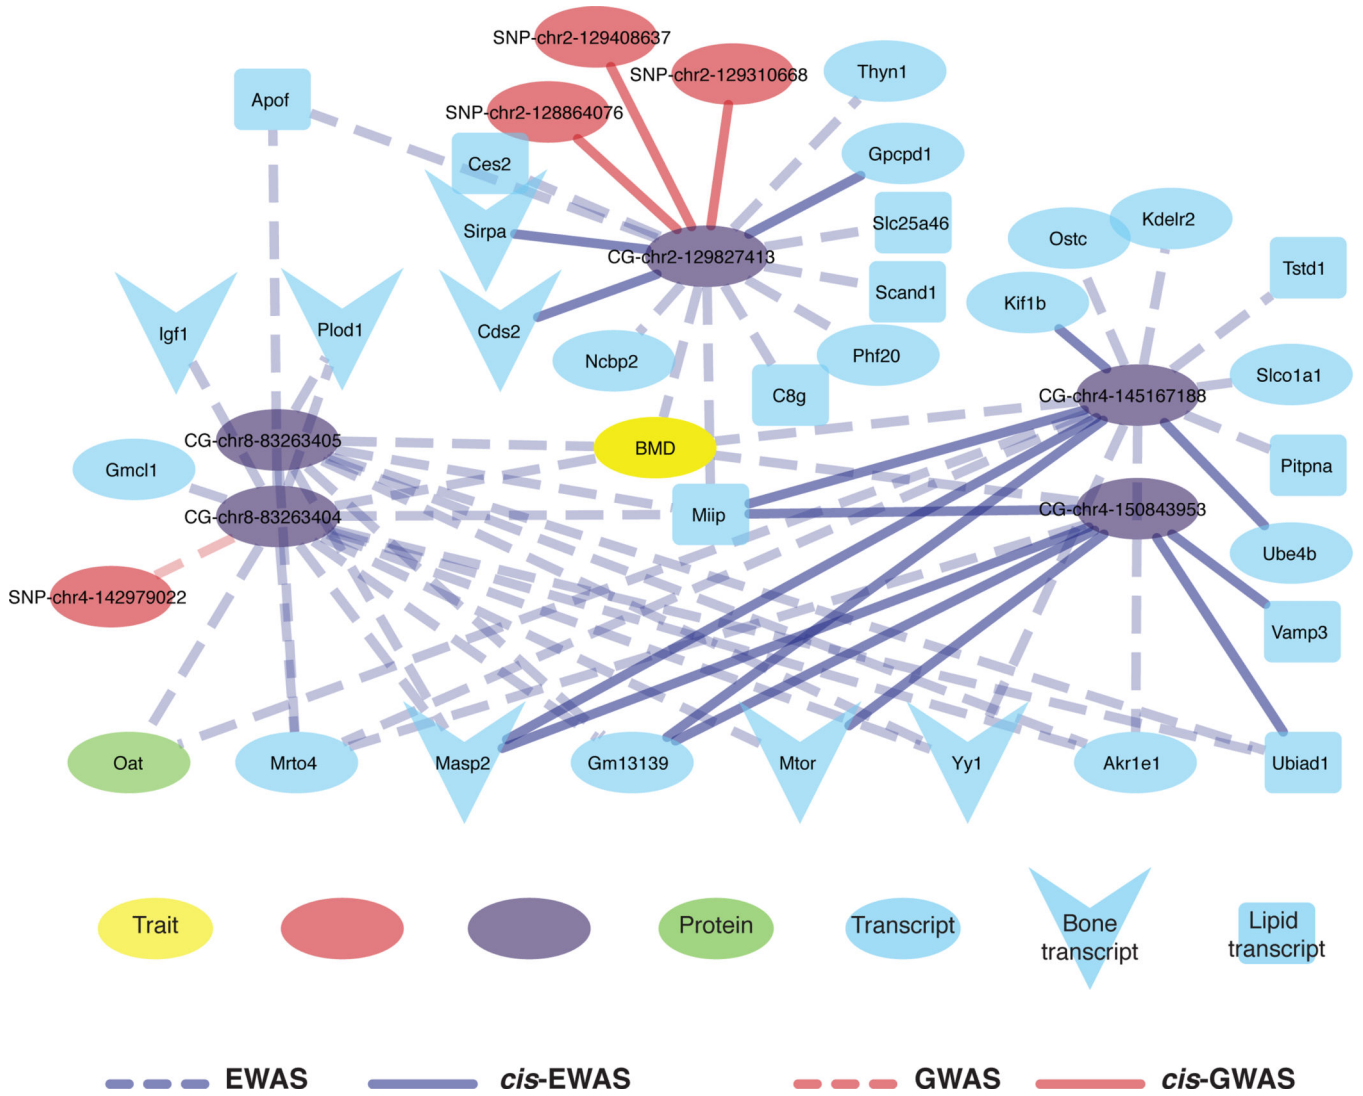 SNP-chr2-129408637
SNP-chr2-129310668
Thyn1
Apof
SNP-chr2-128864076
Ces2
Gpcpd1
Sirpa
Slc25a46
Kdelr2
Ostc
CG-chr2-129827413
Tstd1
Scand1
Kif1b
Igf1
Plod1
Cds2
Ncbp2
Phf20
C8g
Slco1a1
CG-chr4-145167188
CG-chr8-83263405
BMD
Gmcl1
Pitpna
CG-chr8-83263404
Miip
CG-chr4-150843953
Ube4b
SNP-chr4-142979022
Vamp3
Oat
Mrto4
Masp2
Gm13139
Mtor
Yy1
Akr1e1
Ubiad1
Trait
Protein
Transcript
Bone
transcript
Lipid
transcript
EWAS
cis-EWAS
GWAS
cis-GWAS